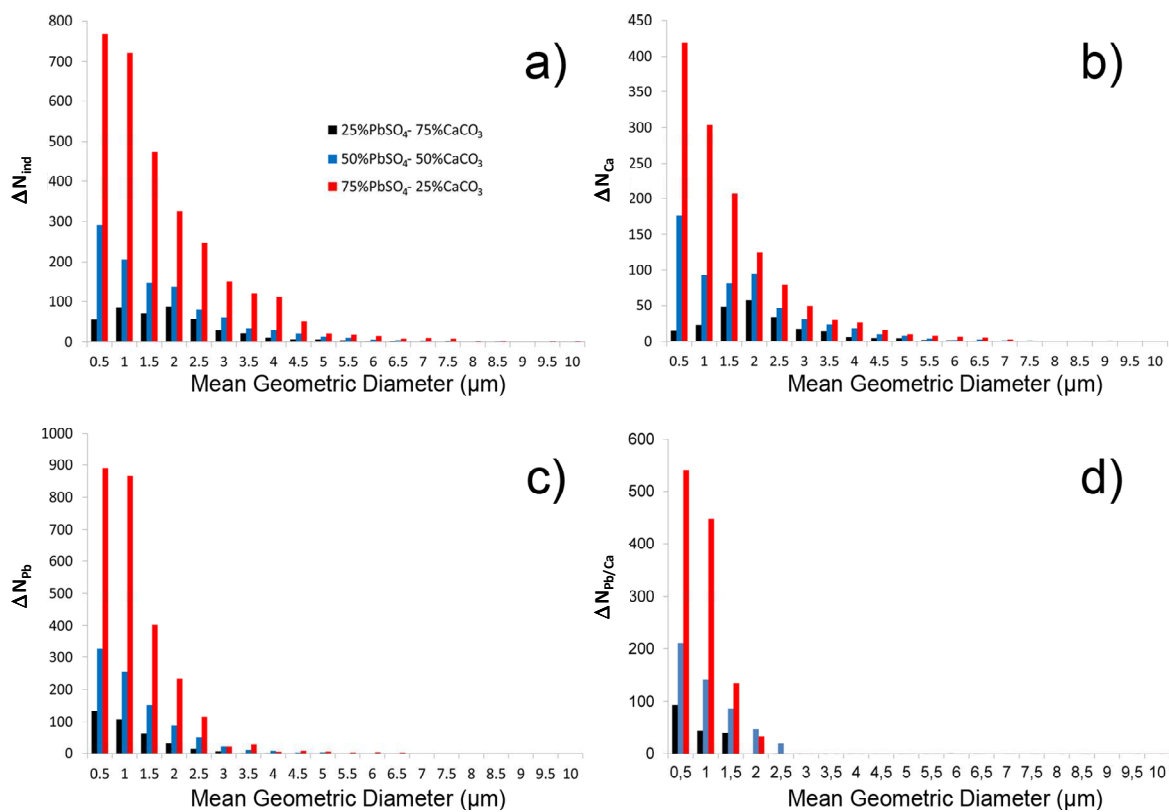 a)
800
700
600
500
400
300
200
100
0
ΔN_ind
25%PbSO₄- 75%CaCO₃
50%PbSO₄- 50%CaCO₃
75%PbSO₄- 25%CaCO₃
0.5 1 1.5 2 2.5 3 3.5 4 4.5 5 5.5 6 6.5 7 7.5 8 8.5 9 9.5 10
Mean Geometric Diameter (µm)
b)
450
400
350
300
250
200
150
100
50
0
ΔN_Ca
0.5 1 1.5 2 2.5 3 3.5 4 4.5 5 5.5 6 6.5 7 7.5 8 8.5 9 9.5 10
Mean Geometric Diameter (µm)
c)
1000
900
800
700
600
500
400
300
200
100
0
ΔN_Pb
0.5 1 1.5 2 2.5 3 3.5 4 4.5 5 5.5 6 6.5 7 7.5 8 8.5 9 9.5 10
Mean Geometric Diameter (µm)
d)
600
500
400
300
200
100
0
ΔN_Pb/Ca
0,5 1 1,5 2 2,5 3 3,5 4 4,5 5 5,5 6 6,5 7 7,5 8 8,5 9 9,5 10
Mean Geometric Diameter (µm)